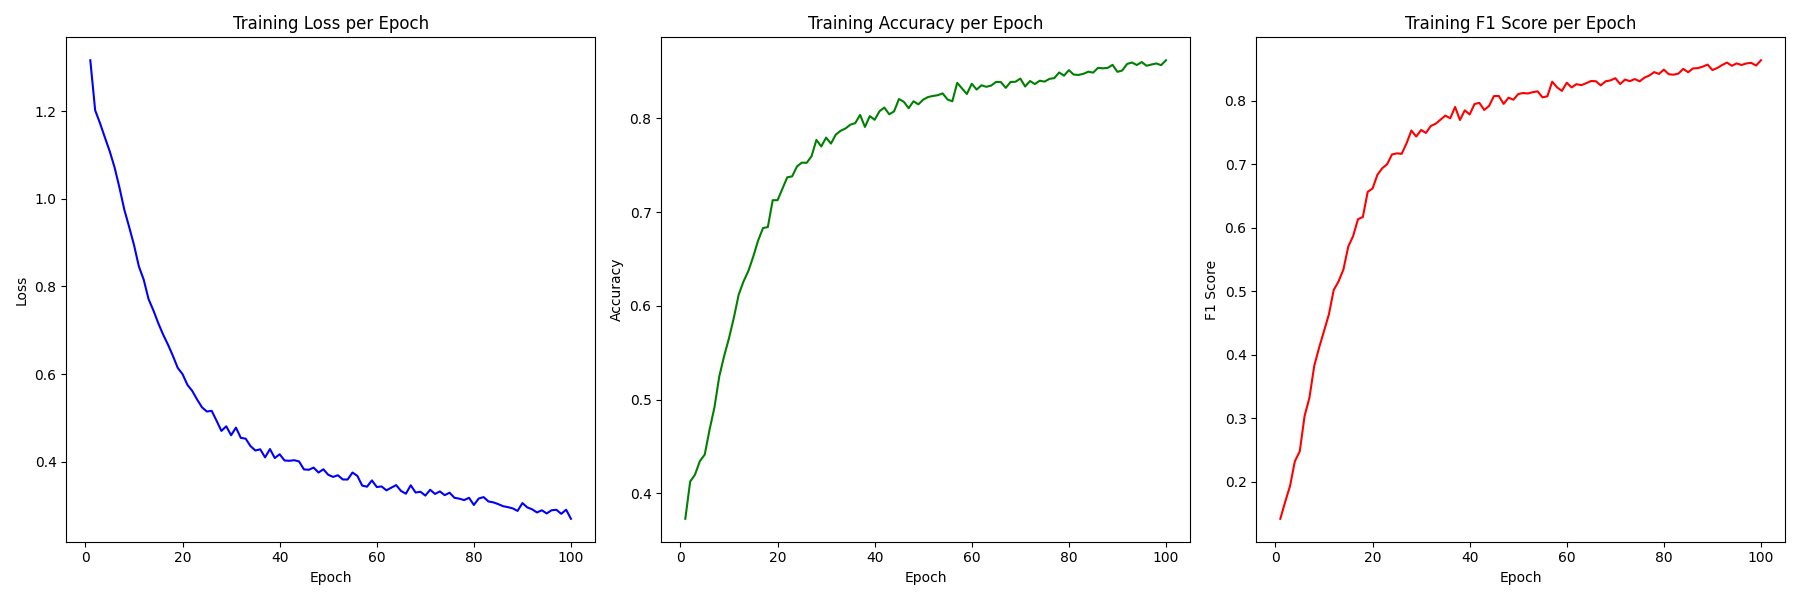 Training Loss per Epoch
Loss
1.2
1.0
0.8
0.6
0.4
0 20 40 60 80 100
Epoch
Training Accuracy per Epoch
Accuracy
0.8
0.7
0.6
0.5
0.4
0 20 40 60 80 100
Epoch
Training F1 Score per Epoch
F1 Score
0.8
0.7
0.6
0.5
0.4
0.3
0.2
0 20 40 60 80 100
Epoch